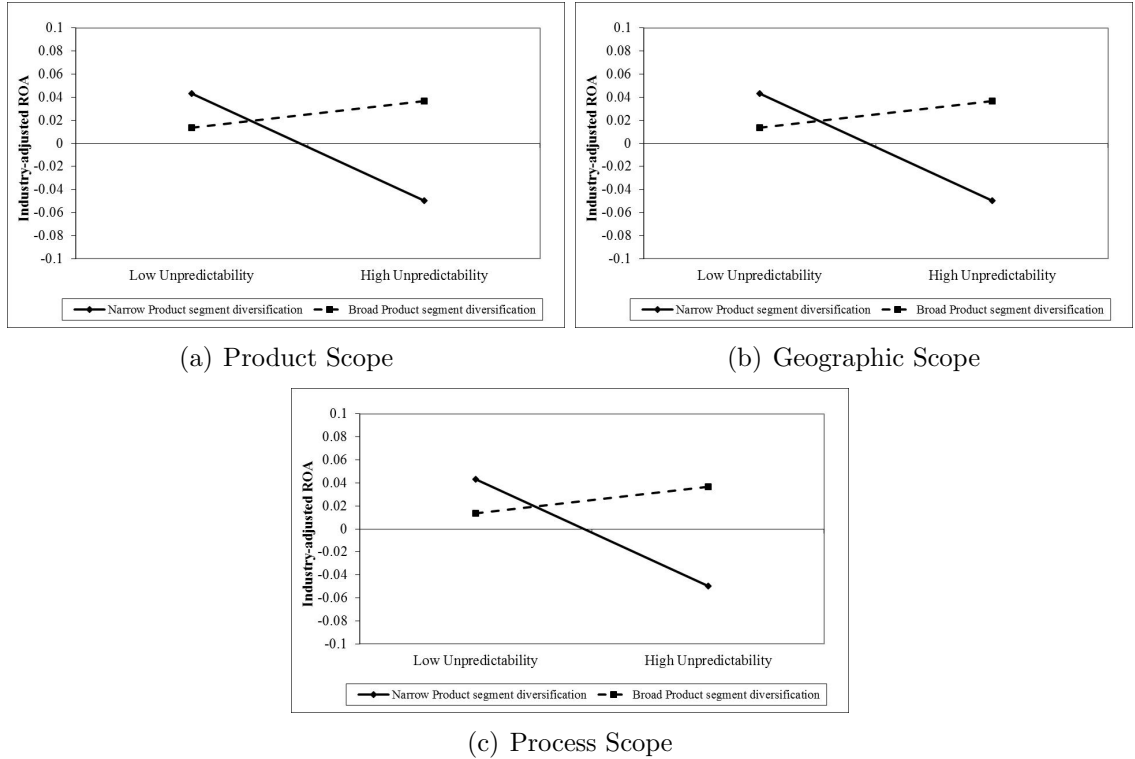 Industry-adjusted ROA
0.1
0.08
0.06
0.04
0.02
0
-0.02
-0.04
-0.06
-0.08
-0.1
Low Unpredictability High Unpredictability
Narrow Product segment diversification Broad Product segment diversification
(a) Product Scope
Industry-adjusted ROA
0.1
0.08
0.06
0.04
0.02
0
-0.02
-0.04
-0.06
-0.08
-0.1
Low Unpredictability High Unpredictability
Narrow Product segment diversification Broad Product segment diversification
(b) Geographic Scope
Industry-adjusted ROA
0.1
0.08
0.06
0.04
0.02
0
-0.02
-0.04
-0.06
-0.08
-0.1
Low Unpredictability High Unpredictability
Narrow Product segment diversification Broad Product segment diversification
(c) Process Scope